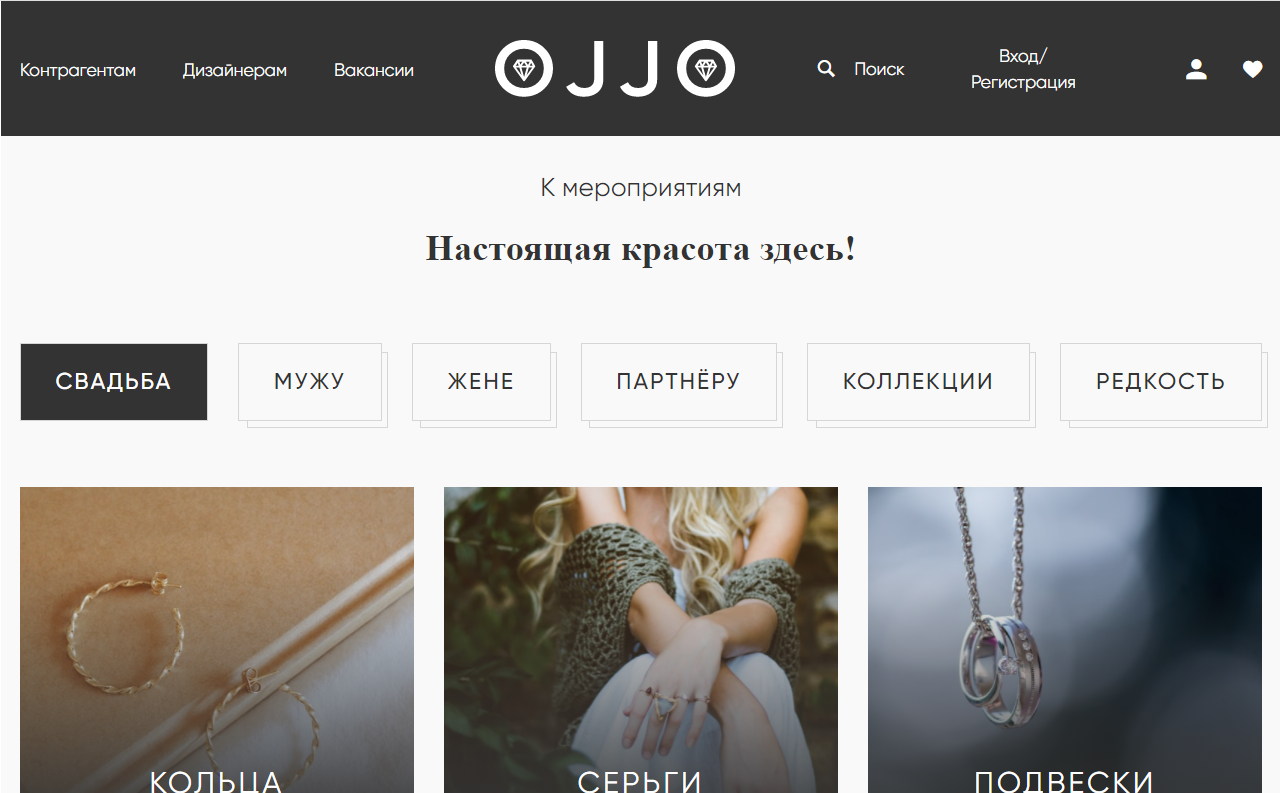 Контрагентам Дизайнерам Вакансии OJJO Поиск Вход/
Регистрация
К мероприятиям
Настоящая красота здесь!
СВАДЬБА МУЖУ ЖЕНЕ ПАРТНЁРУ КОЛЛЕКЦИИ РЕДКОСТЬ
КОЛЬЦА СЕРЬГИ ПОДВЕСКИ